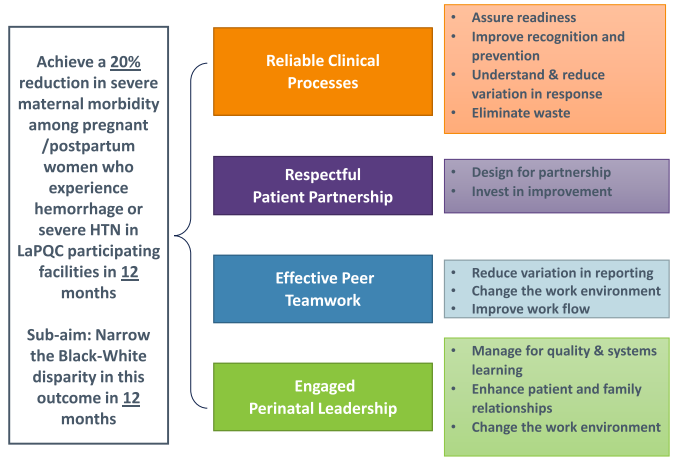 Achieve a 20%
reduction in severe
maternal morbidity
among pregnant
/postpartum
women who
experience
hemorrhage or
severe HTN in
LaPQC participating
facilities in 12
months
Sub-aim: Narrow
the Black-White
disparity in this
outcome in 12
months
Reliable Clinical
Processes
• Assure readiness
• Improve recognition and
prevention
• Understand & reduce
variation in response
• Eliminate waste
Respectful
Patient Partnership
• Design for partnership
• Invest in improvement
Effective Peer
Teamwork
• Reduce variation in reporting
• Change the work environment
• Improve work flow
Engaged
Perinatal Leadership
• Manage for quality & systems
learning
• Enhance patient and family
relationships
• Change the work environment